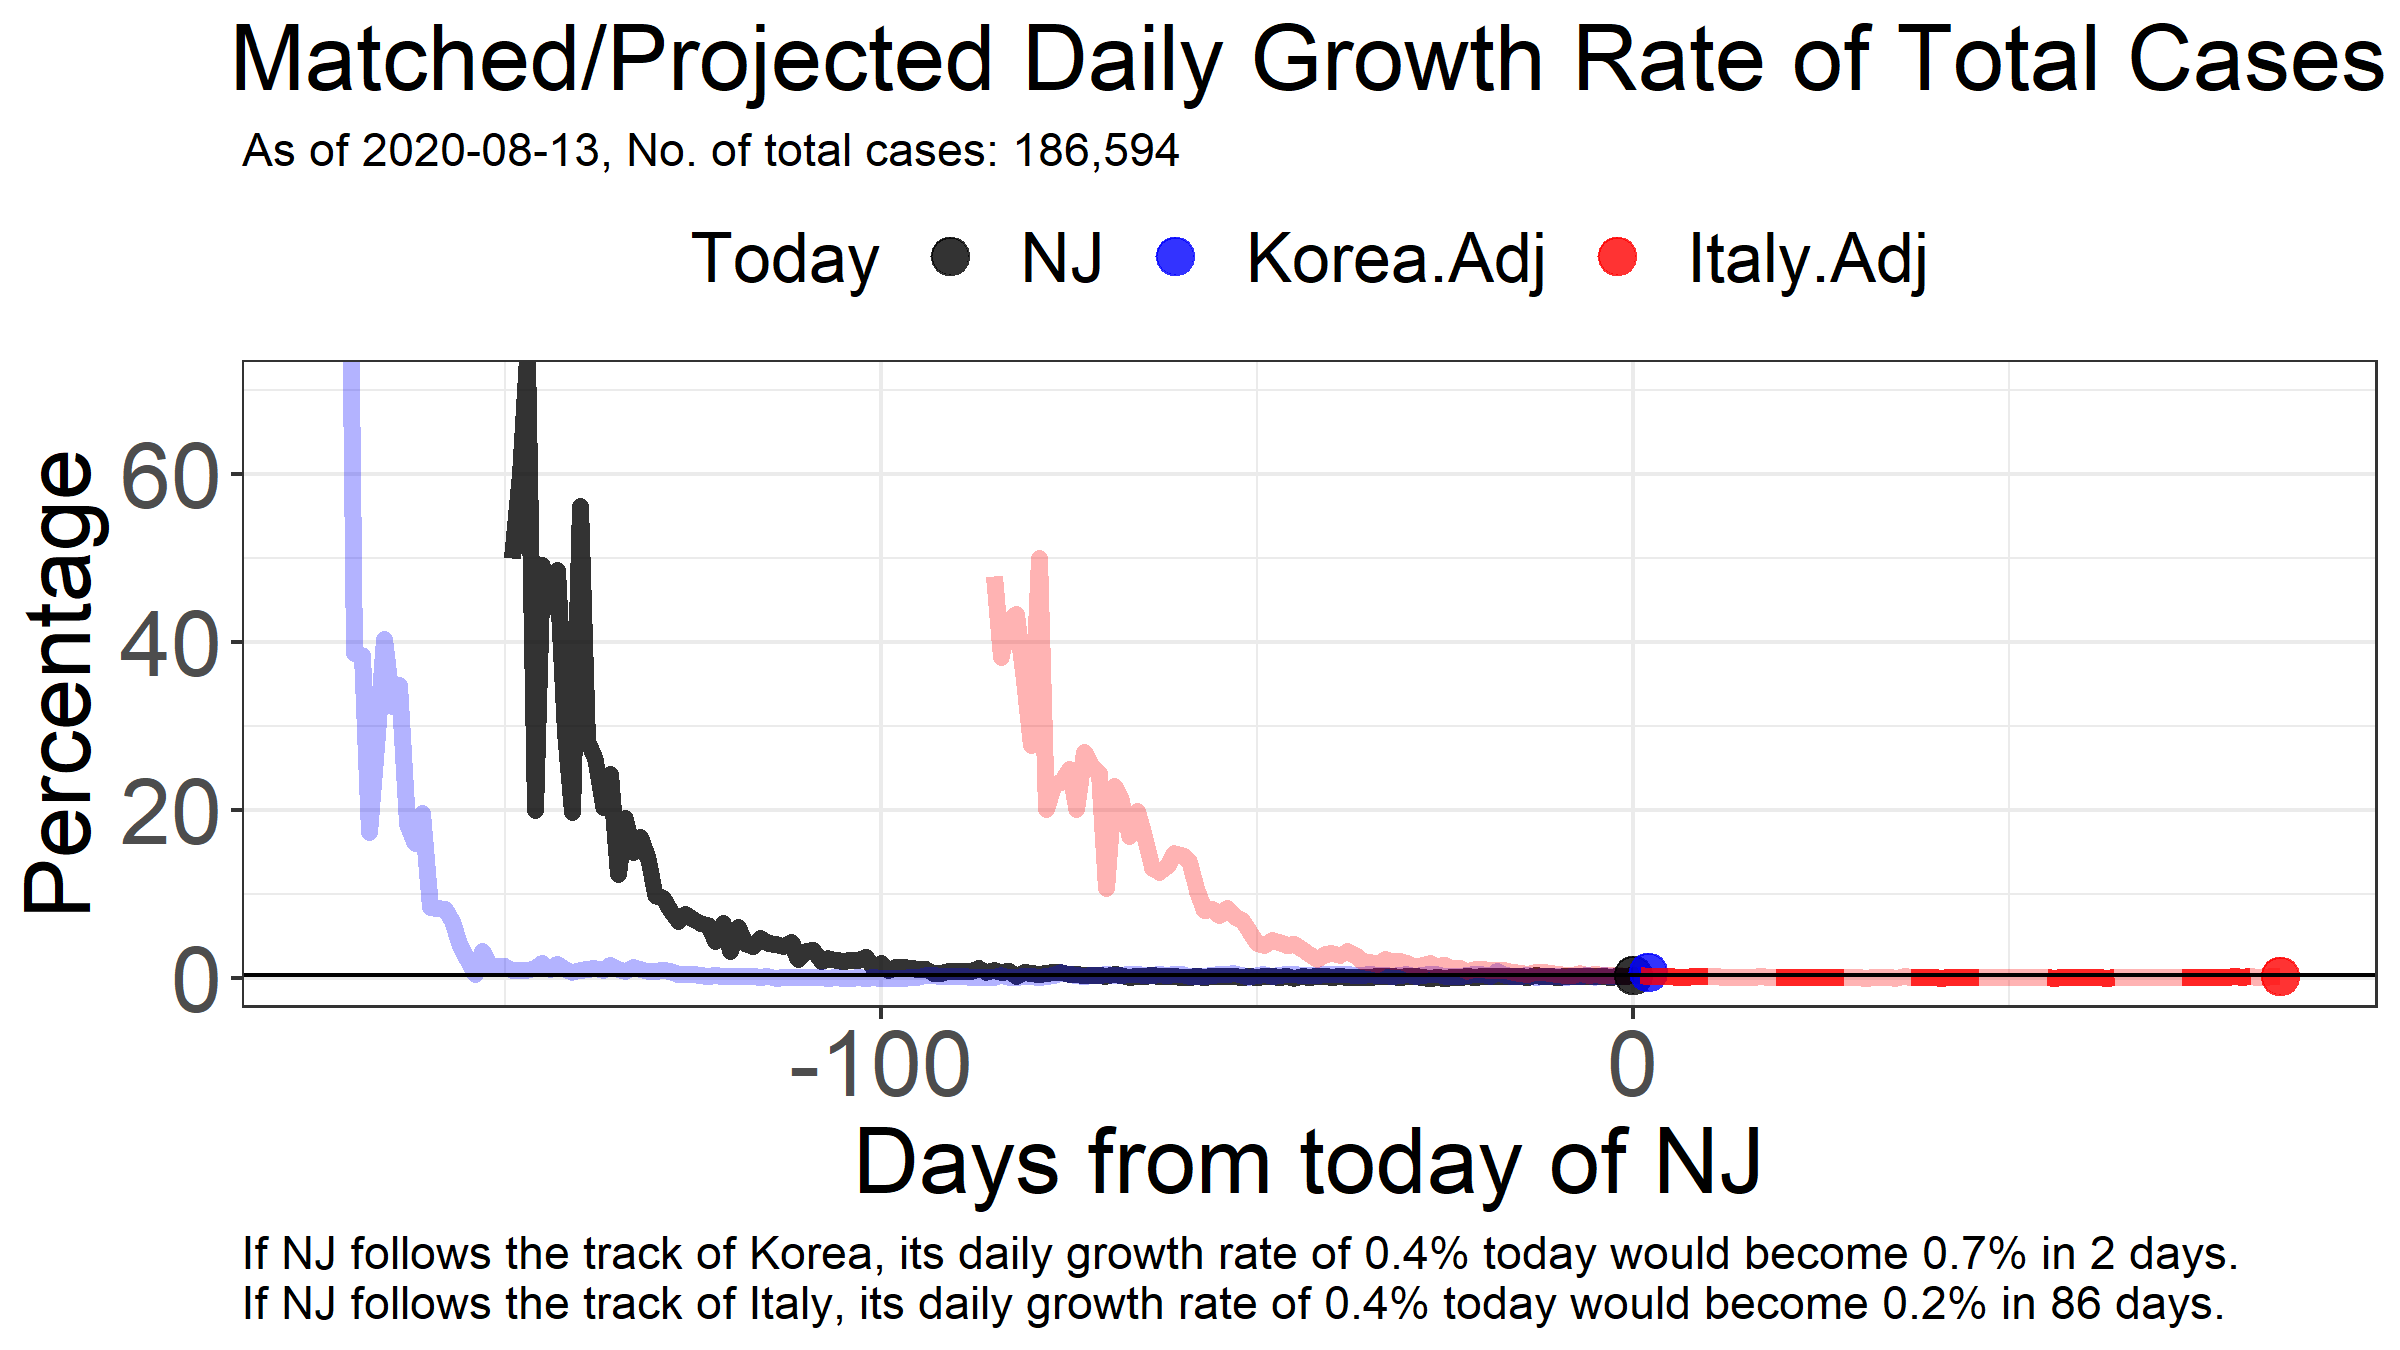 Matched/Projected Daily Growth Rate of Total Cases
As of 2020-08-13, No. of total cases: 186,594
Today NJ Korea.Adj Italy.Adj
Percentage
60
40
20
0
-100 0
Days from today of NJ
If NJ follows the track of Korea, its daily growth rate of 0.4% today would become 0.7% in 2 days.
If NJ follows the track of Italy, its daily growth rate of 0.4% today would become 0.2% in 86 days.